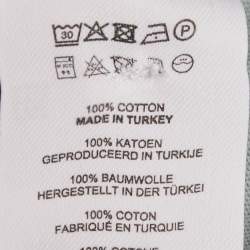 30 P
100% COTTON
MADE IN TURKEY
100% KATOEN
GEPRODUCEERD IN TURKIJE
100% BAUMWOLLE
HERGESTELLT IN DER TÜRKEI
100% COTON
FABRIQUÉ EN TURQUIE